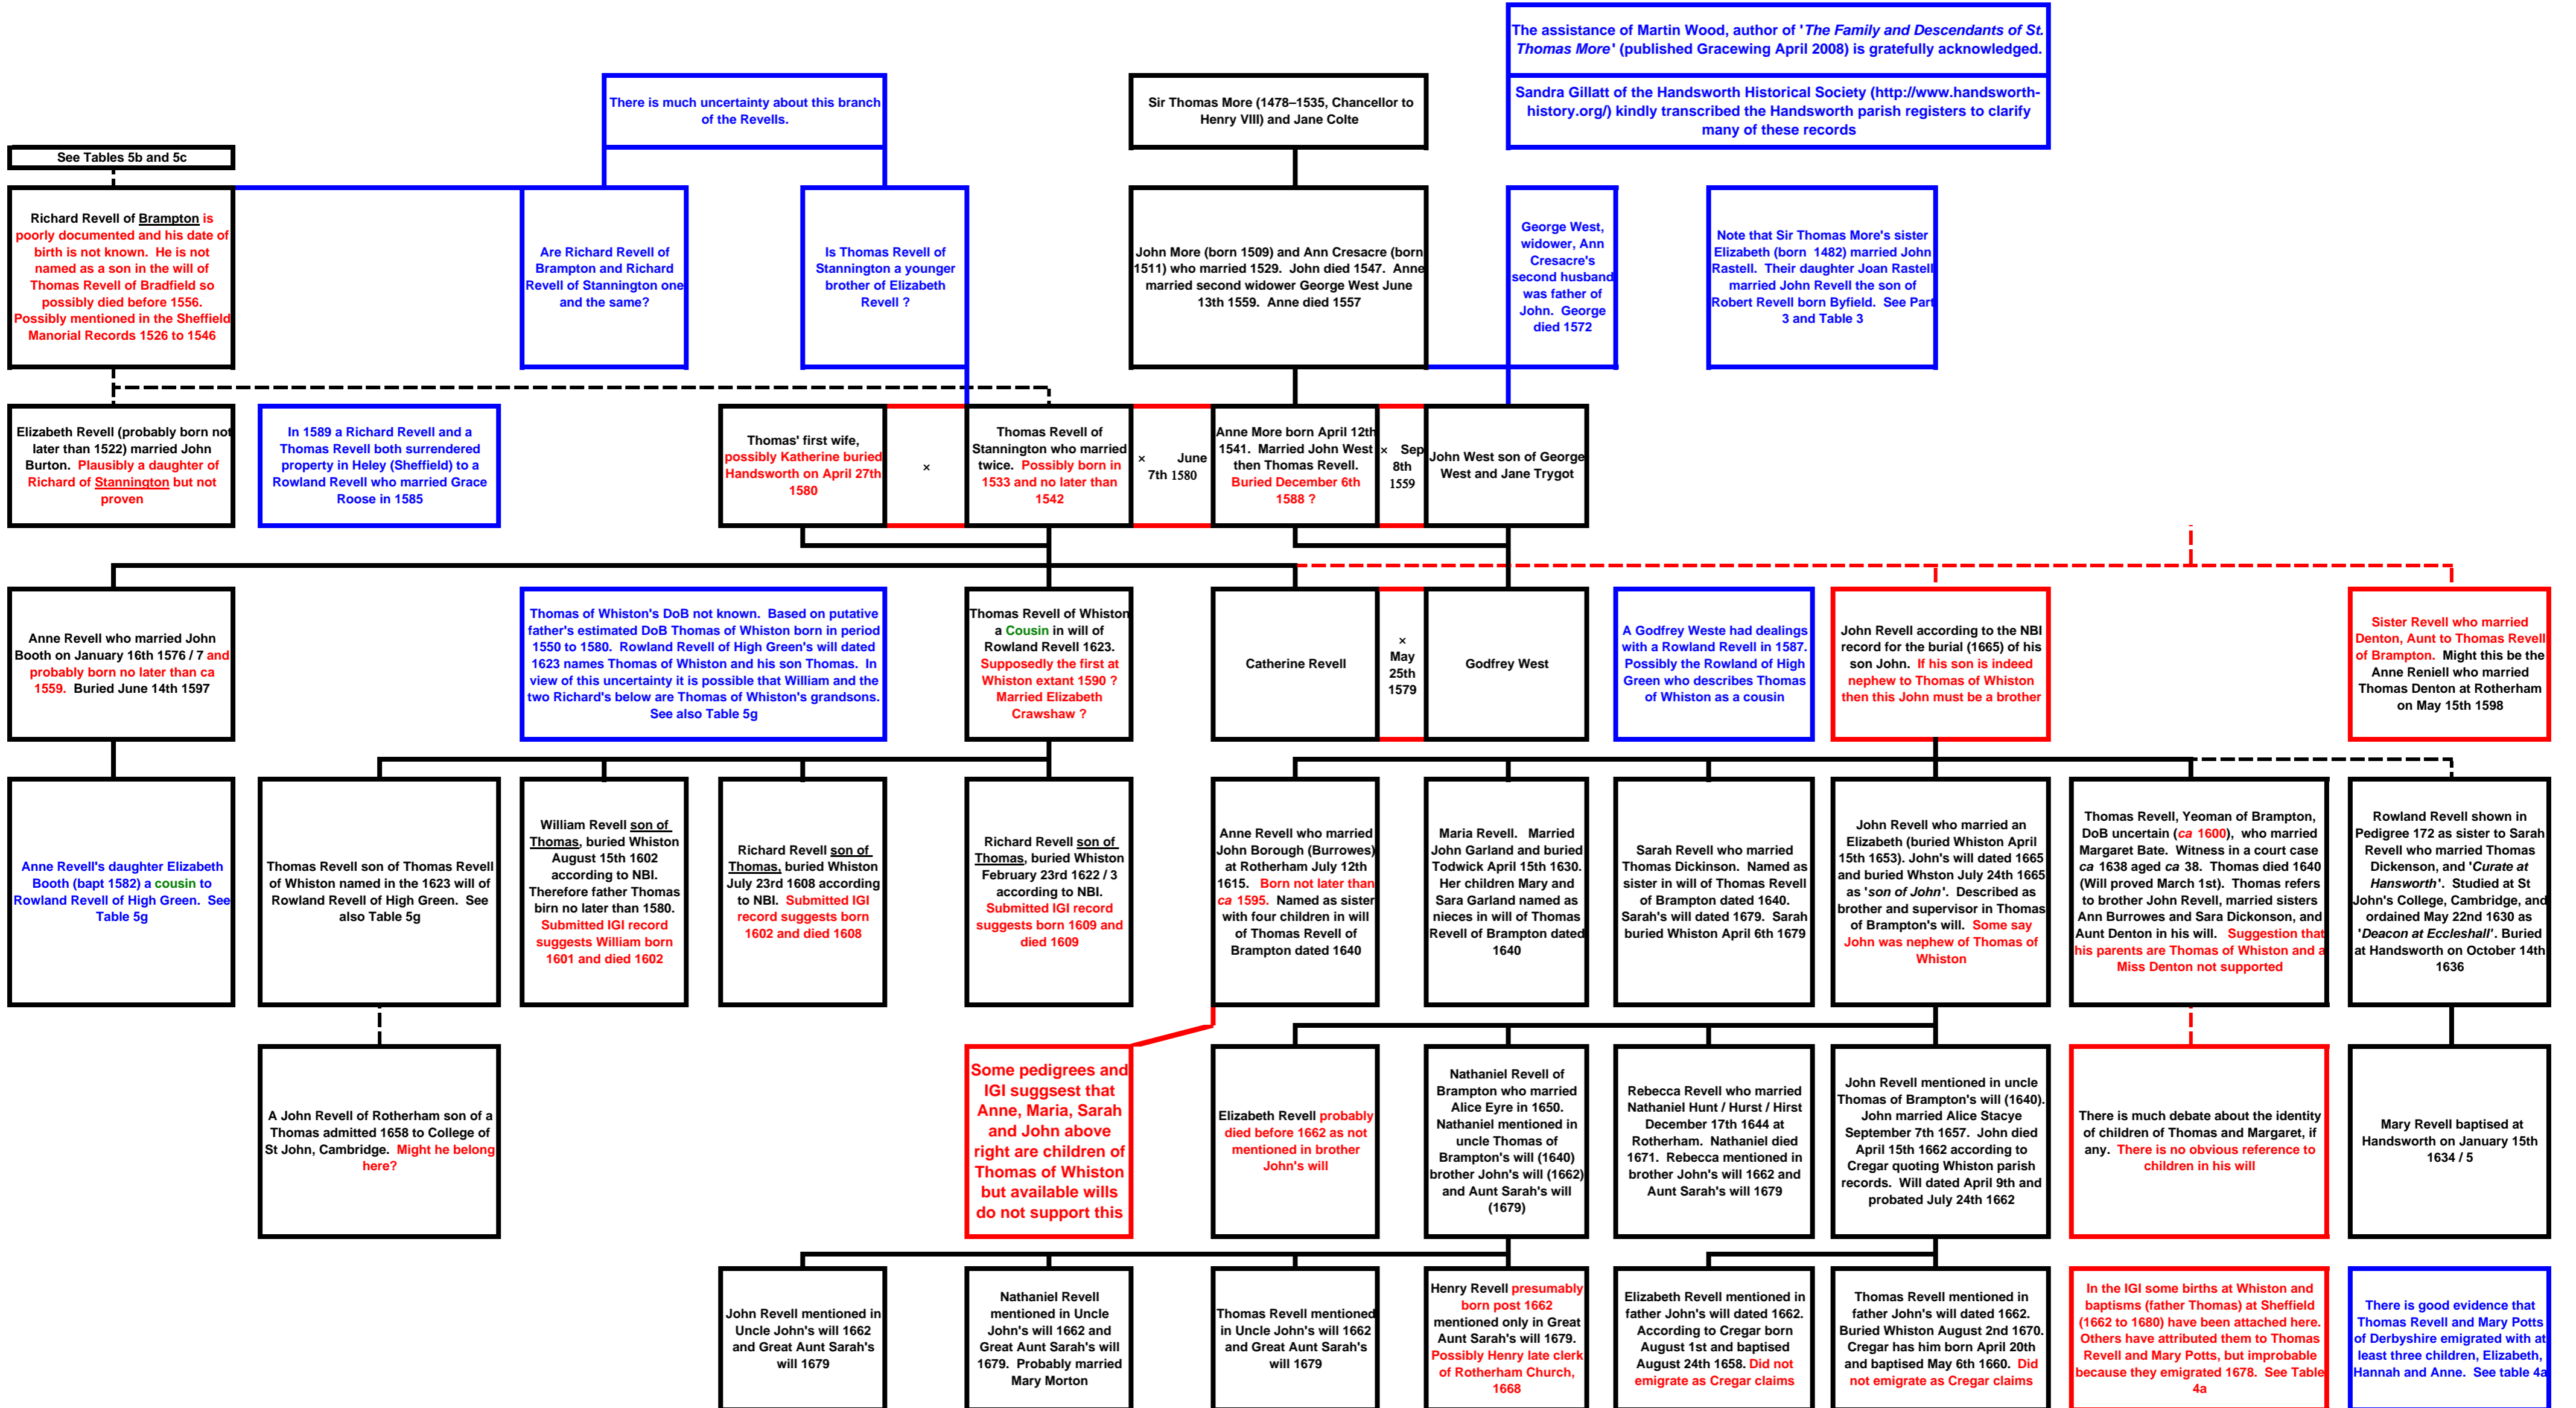 The assistance of Martin Wood, author of 'The Family and Descendants of St.
Thomas More' (published Gracewing April 2008) is gratefully acknowledged.
There is much uncertainty about this branch
of the Revells.
Sir Thomas More (1478–1535, Chancellor to
Henry VIII) and Jane Colte
Sandra Gillatt of the Handsworth Historical Society (http://www.handsworth-
history.org/) kindly transcribed the Handsworth parish registers to clarify
many of these records
See Tables 5b and 5c
Richard Revell of Brampton is
poorly documented and his date of
birth is not known. He is not
named as a son in the will of
Thomas Revell of Bradfield so
possibly died before 1556.
Possibly mentioned in the Sheffield
Manorial Records 1526 to 1546
Are Richard Revell of
Brampton and Richard
Revell of Stannington one
and the same?
Is Thomas Revell of
Stannington a younger
brother of Elizabeth
Revell ?
John More (born 1509) and Ann Cresacre (born
1511) who married 1529. John died 1547. Anne
married second widower George West June
13th 1559. Anne died 1557
George West,
widower, Ann
Cresacre's
second husband
was father of
John. George
died 1572
Note that Sir Thomas More's sister
Elizabeth (born 1482) married John
Rastell. Their daughter Joan Rastell
married John Revell the son of
Robert Revell born Byfield. See Part
3 and Table 3
Elizabeth Revell (probably born not
later than 1522) married John
Burton. Plausibly a daughter of
Richard of Stannington but not
proven
In 1589 a Richard Revell and a
Thomas Revell both surrendered
property in Heley (Sheffield) to a
Rowland Revell who married Grace
Roose in 1585
Thomas' first wife,
possibly Katherine buried
Handsworth on April 27th
1580
×
Thomas Revell of
Stannington who married
twice. Possibly born in
1533 and no later than
1542
× June
7th 1580
Anne More born April 12th
1541. Married John West
then Thomas Revell.
Buried December 6th
1588 ?
× Sep
8th
1559
John West son of George
West and Jane Trygot
Anne Revell who married John
Booth on January 16th 1576 / 7 and
probably born no later than ca
1559. Buried June 14th 1597
Thomas of Whiston's DoB not known. Based on putative
father's estimated DoB Thomas of Whiston born in period
1550 to 1580. Rowland Revell of High Green's will dated
1623 names Thomas of Whiston and his son Thomas. In
view of this uncertainty it is possible that William and the
two Richard's below are Thomas of Whiston's grandsons.
See also Table 5g
Thomas Revell of Whiston
a Cousin in will of
Rowland Revell 1623.
Supposedly the first at
Whiston extant 1590 ?
Married Elizabeth
Crawshaw ?
Catherine Revell
×
May
25th
1579
Godfrey West
A Godfrey Weste had dealings
with a Rowland Revell in 1587.
Possibly the Rowland of High
Green who describes Thomas
of Whiston as a cousin
John Revell according to the NBI
record for the burial (1665) of his
son John. If his son is indeed
nephew to Thomas of Whiston
then this John must be a brother
Sister Revell who married
Denton, Aunt to Thomas Revell
of Brampton. Might this be the
Anne Reniell who married
Thomas Denton at Rotherham
on May 15th 1598
Anne Revell's daughter Elizabeth
Booth (bapt 1582) a cousin to
Rowland Revell of High Green. See
Table 5g
Thomas Revell son of Thomas Revell
of Whiston named in the 1623 will of
Rowland Revell of High Green. See
also Table 5g
William Revell son of
Thomas, buried Whiston
August 15th 1602
according to NBI.
Therefore father Thomas
birn no later than 1580.
Submitted IGI record
suggests William born
1601 and died 1602
Richard Revell son of
Thomas, buried Whiston
July 23rd 1608 according
to NBI. Submitted IGI
record suggests born
1602 and died 1608
Richard Revell son of
Thomas, buried Whiston
February 23rd 1622 / 3
according to NBI.
Submitted IGI record
suggests born 1609 and
died 1609
Anne Revell who married
John Borough (Burrowes)
at Rotherham July 12th
1615. Born not later than
ca 1595. Named as sister
with four children in will
of Thomas Revell of
Brampton dated 1640
Maria Revell. Married
John Garland and buried
Todwick April 15th 1630.
Her children Mary and
Sara Garland named as
nieces in will of Thomas
Revell of Brampton dated
1640
Sarah Revell who married
Thomas Dickinson. Named as
sister in will of Thomas Revell
of Brampton dated 1640.
Sarah's will dated 1679. Sarah
buried Whiston April 6th 1679
John Revell who married an
Elizabeth (buried Whiston April
15th 1653). John's will dated 1665
and buried Whston July 24th 1665
as 'son of John'. Described as
brother and supervisor in Thomas
of Brampton's will. Some say
John was nephew of Thomas of
Whiston
Thomas Revell, Yeoman of Brampton,
DoB uncertain (ca 1600), who married
Margaret Bate. Witness in a court case
ca 1638 aged ca 38. Thomas died 1640
(Will proved March 1st). Thomas refers
to brother John Revell, married sisters
Ann Burrowes and Sara Dickonson, and
Aunt Denton in his will. Suggestion that
his parents are Thomas of Whiston and a
Miss Denton not supported
Rowland Revell shown in
Pedigree 172 as sister to Sarah
Revell who married Thomas
Dickenson, and 'Curate at
Hansworth'. Studied at St
John's College, Cambridge, and
ordained May 22nd 1630 as
'Deacon at Eccleshall'. Buried
at Handsworth on October 14th
1636
A John Revell of Rotherham son of a
Thomas admitted 1658 to College of
St John, Cambridge. Might he belong
here?
Some pedigrees and
IGI suggsest that
Anne, Maria, Sarah
and John above
right are children of
Thomas of Whiston
but available wills
do not support this
Elizabeth Revell probably
died before 1662 as not
mentioned in brother
John's will
Nathaniel Revell of
Brampton who married
Alice Eyre in 1650.
Nathaniel mentioned in
uncle Thomas of
Brampton's will (1640)
brother John's will (1662)
and Aunt Sarah's will
(1679)
Rebecca Revell who married
Nathaniel Hunt / Hurst / Hirst
December 17th 1644 at
Rotherham. Nathaniel died
1671. Rebecca mentioned in
brother John's will 1662 and
Aunt Sarah's will 1679
John Revell mentioned in uncle
Thomas of Brampton's will (1640).
John married Alice Stacye
September 7th 1657. John died
April 15th 1662 according to
Cregar quoting Whiston parish
records. Will dated April 9th and
probated July 24th 1662
There is much debate about the identity
of children of Thomas and Margaret, if
any. There is no obvious reference to
children in his will
Mary Revell baptised at
Handsworth on January 15th
1634 / 5
John Revell mentioned in
Uncle John's will 1662
and Great Aunt Sarah's
will 1679
Nathaniel Revell
mentioned in Uncle
John's will 1662 and
Great Aunt Sarah's will
1679. Probably married
Mary Morton
Thomas Revell mentioned
in Uncle John's will 1662
and Great Aunt Sarah's
will 1679
Henry Revell presumably
born post 1662
mentioned only in Great
Aunt Sarah's will 1679.
Possibly Henry late clerk
of Rotherham Church,
1668
Elizabeth Revell mentioned in
father John's will dated 1662.
According to Cregar born
August 1st and baptised
August 24th 1658. Did not
emigrate as Cregar claims
Thomas Revell mentioned in
father John's will dated 1662.
Buried Whiston August 2nd 1670.
Cregar has him born April 20th
and baptised May 6th 1660. Did
not emigrate as Cregar claims
In the IGI some births at Whiston and
baptisms (father Thomas) at Sheffield
(1662 to 1680) have been attached here.
Others have attributed them to Thomas
Revell and Mary Potts, but improbable
because they emigrated 1678. See Table
4a
There is good evidence that
Thomas Revell and Mary Potts
of Derbyshire emigrated with at
least three children, Elizabeth,
Hannah and Anne. See table 4a